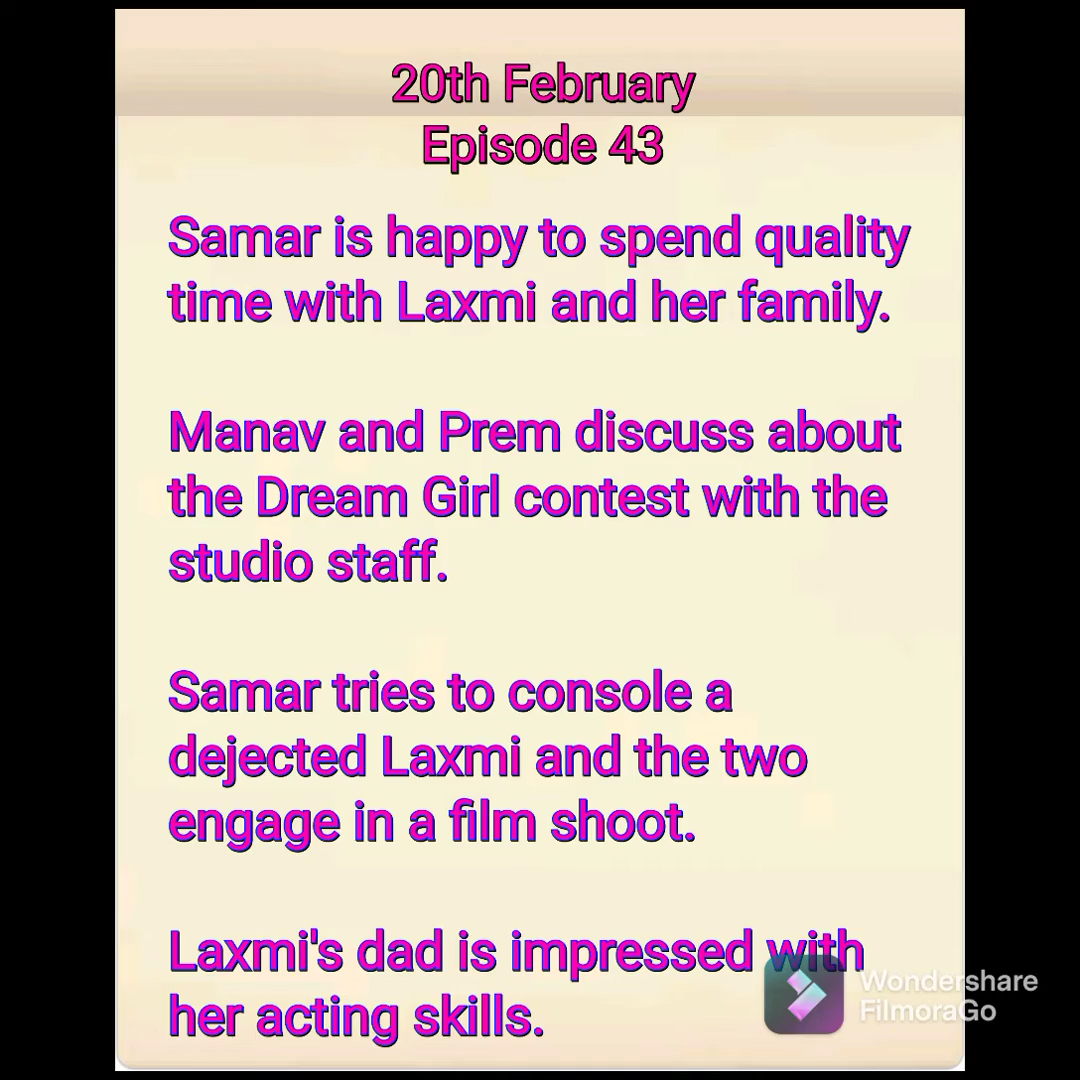 20th February
Episode 43
Samar is happy to spend quality
time with Laxmi and her family.
Manav and Prem discuss about
the Dream Girl contest with the
studio staff.
Samar tries to console a
dejected Laxmi and the two
engage in a film shoot.
Laxmi's dad is impressed with
her acting skills.
Wondershare
FilmoraGo